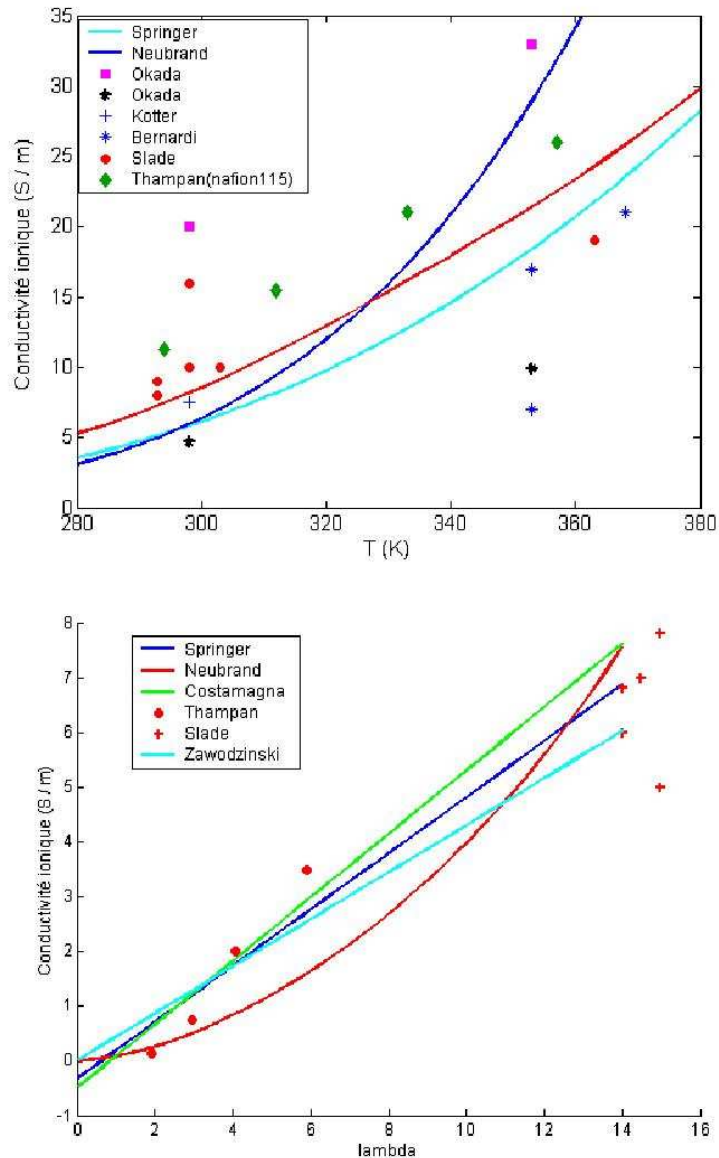 35
30
25
20
15
10
5
0
Conductivité ionique (S / m)
Springer
Neubrand
Okada
Okada
Kotter
Bernardi
Slade
Thampan(nafion115)
280
300
320
340
360
380
T (K)
8
7
6
5
4
3
2
1
0
-1
Conductivité ionique (S / m)
Springer
Neubrand
Costamagna
Thampan
Slade
Zawodzinski
0
2
4
6
8
10
12
14
16
lambda